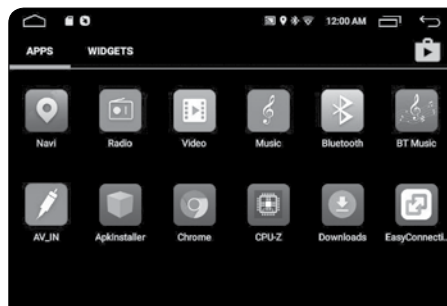 12:00 AM
APPS WIDGETS
Navi Radio Video Music Bluetooth BT Music
AV_IN ApkInstaller Chrome CPU-Z Downloads EasyConnecti..